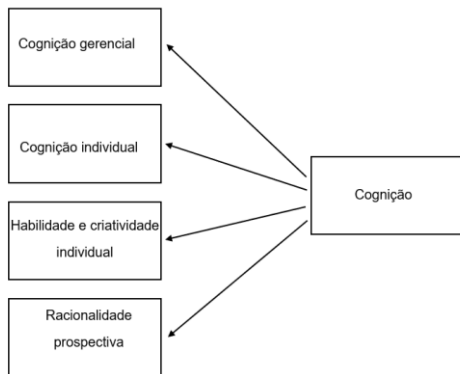 Cognição gerencial
Cognição individual
Cognição
Habilidade e criatividade
individual
Racionalidade
prospectiva